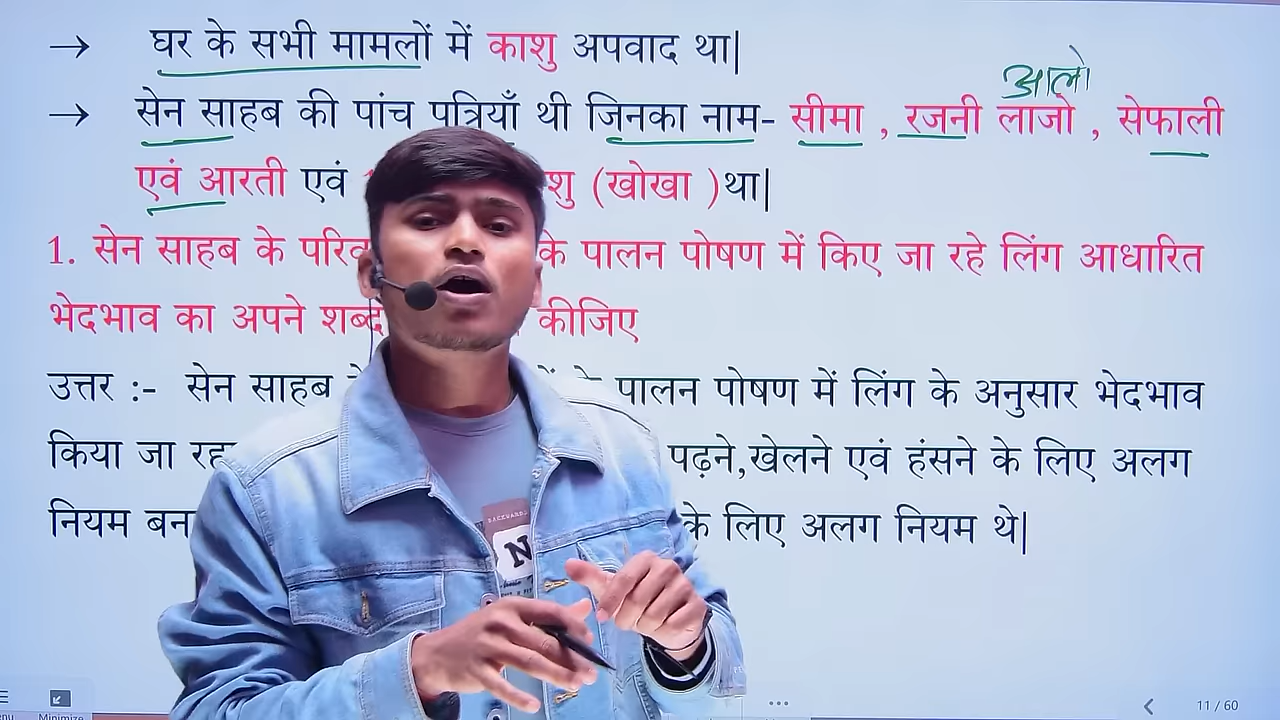 → घर के सभी मामलों में काशु अपवाद था|
आलो
→ सेन साहब की पांच पत्रियाँ थी जिनका नाम- सीमा , रजनी लाजो , सेफाली
एवं आरती एवं शु (खोखा )था|
1. सेन साहब के परिव के पालन पोषण में किए जा रहे लिंग आधारित
भेदभाव का अपने शब्द कीजिए
उत्तर :- सेन साहब के पालन पोषण में लिंग के अनुसार भेदभाव
किया जा रह पढ़ने,खेलने एवं हंसने के लिए अलग
नियम बन के लिए अलग नियम थे|
BACKWARD
N
Minimize
11 / 60